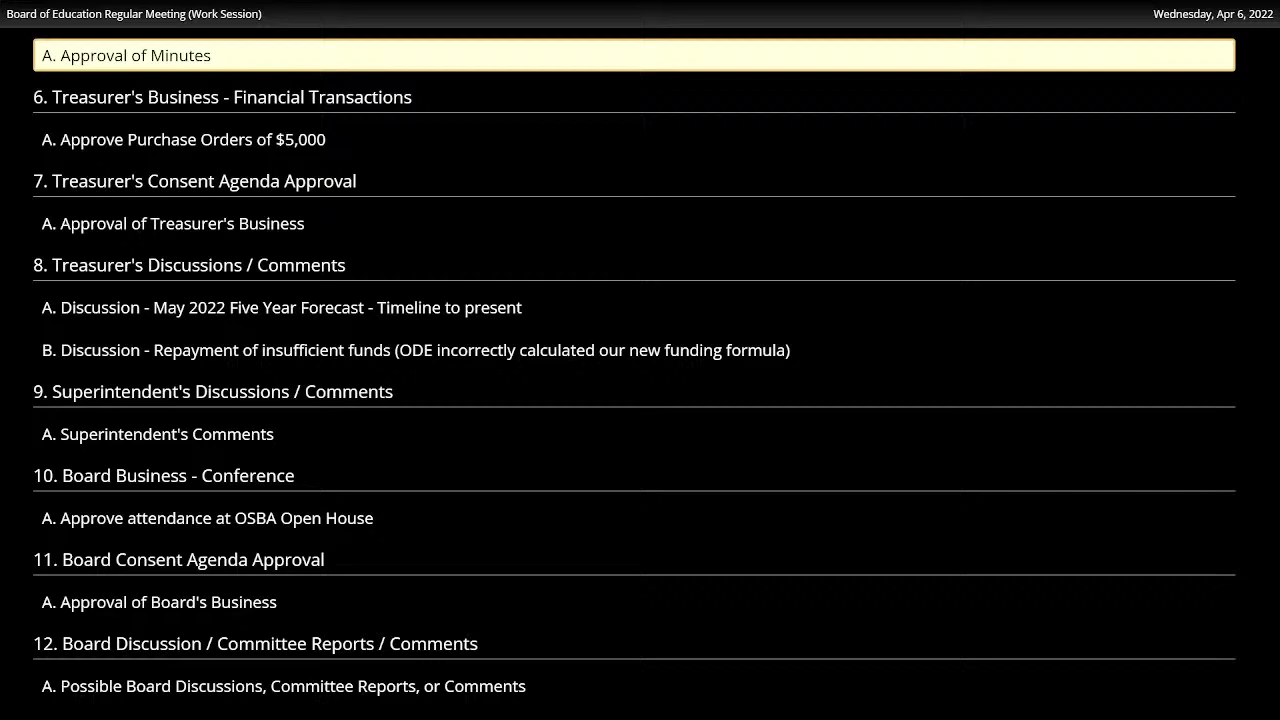 Board of Education Regular Meeting (Work Session)
Wednesday, Apr 6, 2022
A. Approval of Minutes
6. Treasurer's Business - Financial Transactions
A. Approve Purchase Orders of $5,000
7. Treasurer's Consent Agenda Approval
A. Approval of Treasurer's Business
8. Treasurer's Discussions / Comments
A. Discussion - May 2022 Five Year Forecast - Timeline to present
B. Discussion - Repayment of insufficient funds (ODE incorrectly calculated our new funding formula)
9. Superintendent's Discussions / Comments
A. Superintendent's Comments
10. Board Business - Conference
A. Approve attendance at OSBA Open House
11. Board Consent Agenda Approval
A. Approval of Board's Business
12. Board Discussion / Committee Reports / Comments
A. Possible Board Discussions, Committee Reports, or Comments